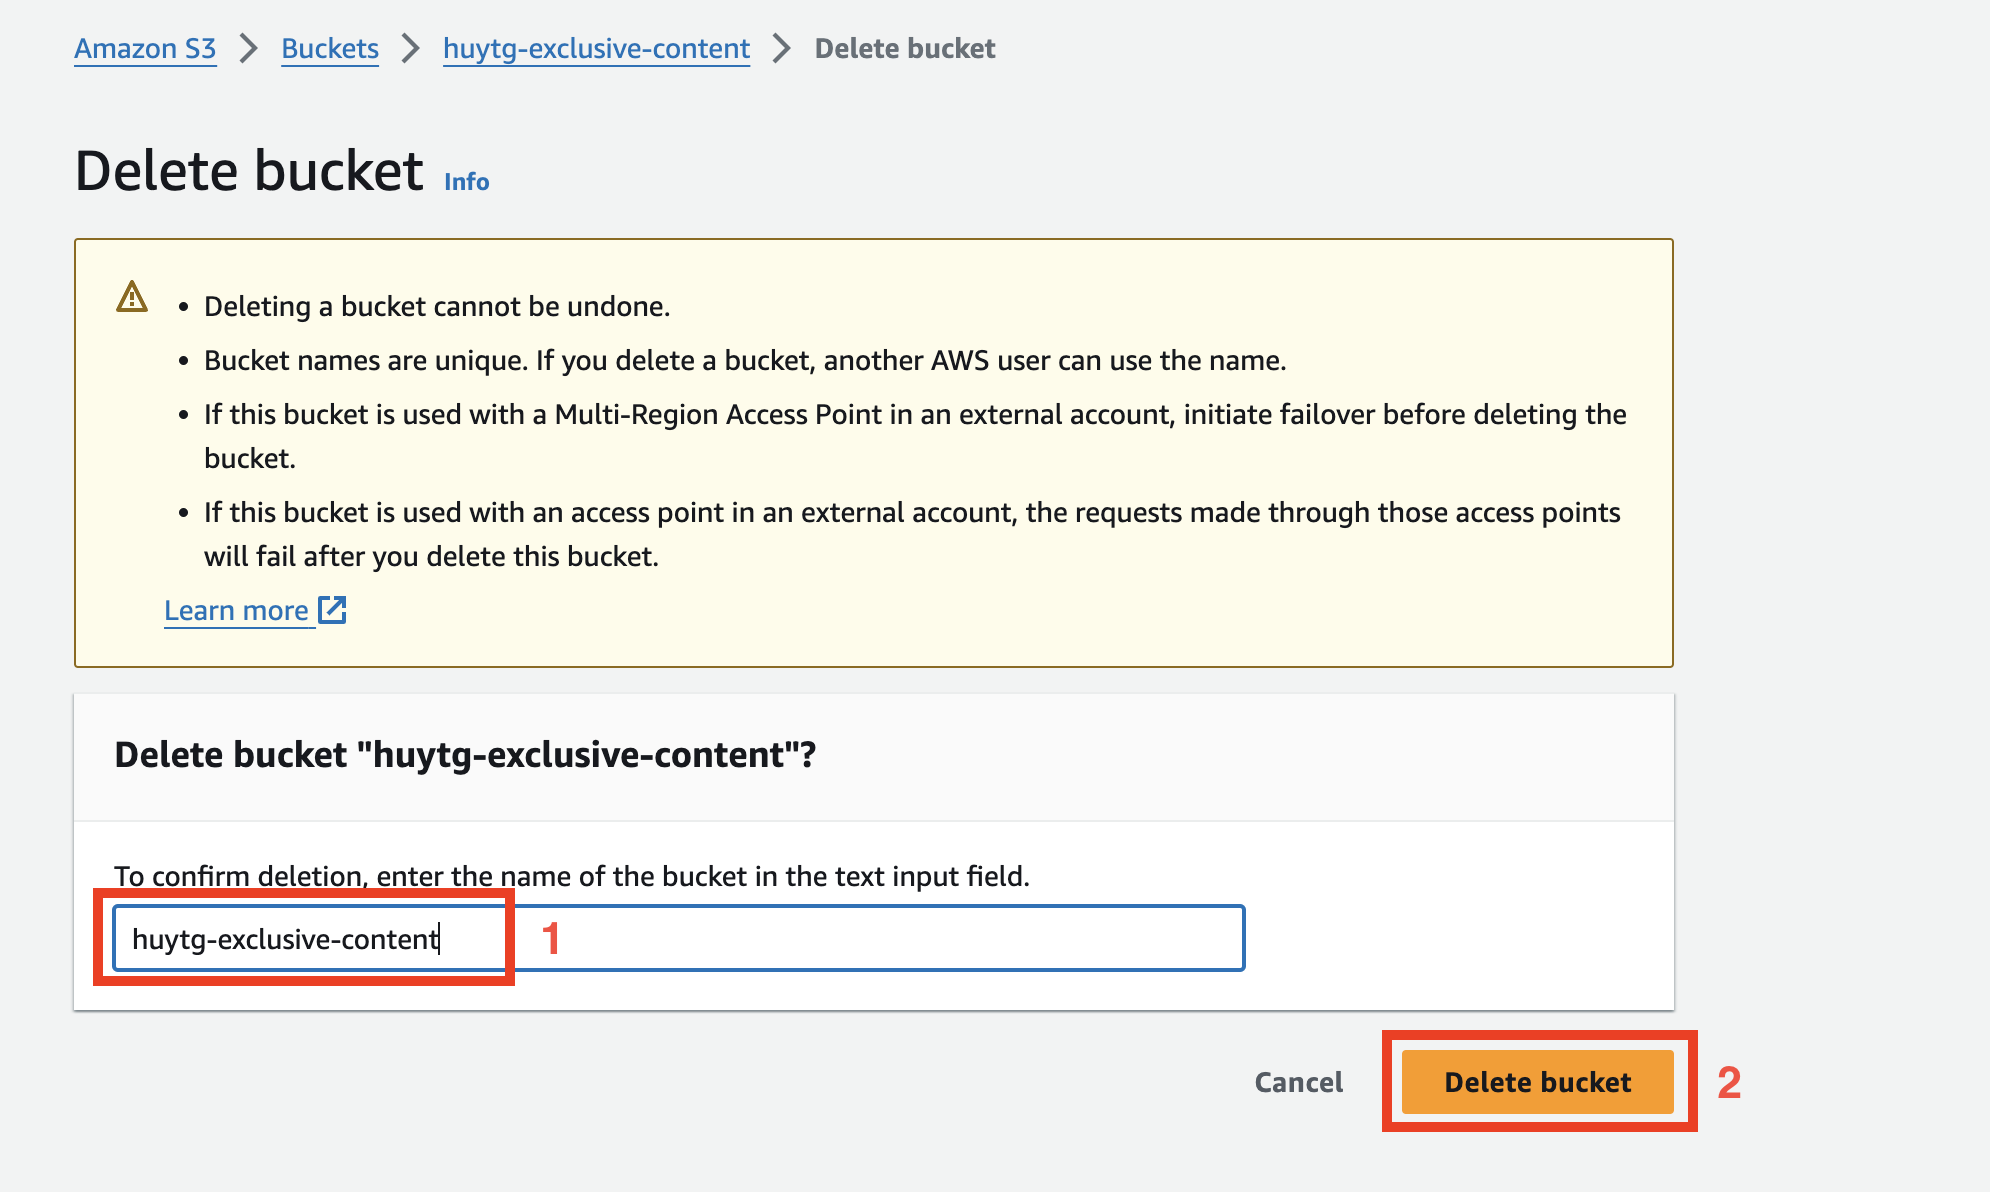 Amazon S3 > Buckets > huytg-exclusive-content > Delete bucket
Delete bucket Info
• Deleting a bucket cannot be undone.
• Bucket names are unique. If you delete a bucket, another AWS user can use the name.
• If this bucket is used with a Multi-Region Access Point in an external account, initiate failover before deleting the
bucket.
• If this bucket is used with an access point in an external account, the requests made through those access points
will fail after you delete this bucket.
Learn more
Delete bucket "huytg-exclusive-content"?
To confirm deletion, enter the name of the bucket in the text input field.
huytg-exclusive-content 1
Cancel Delete bucket 2